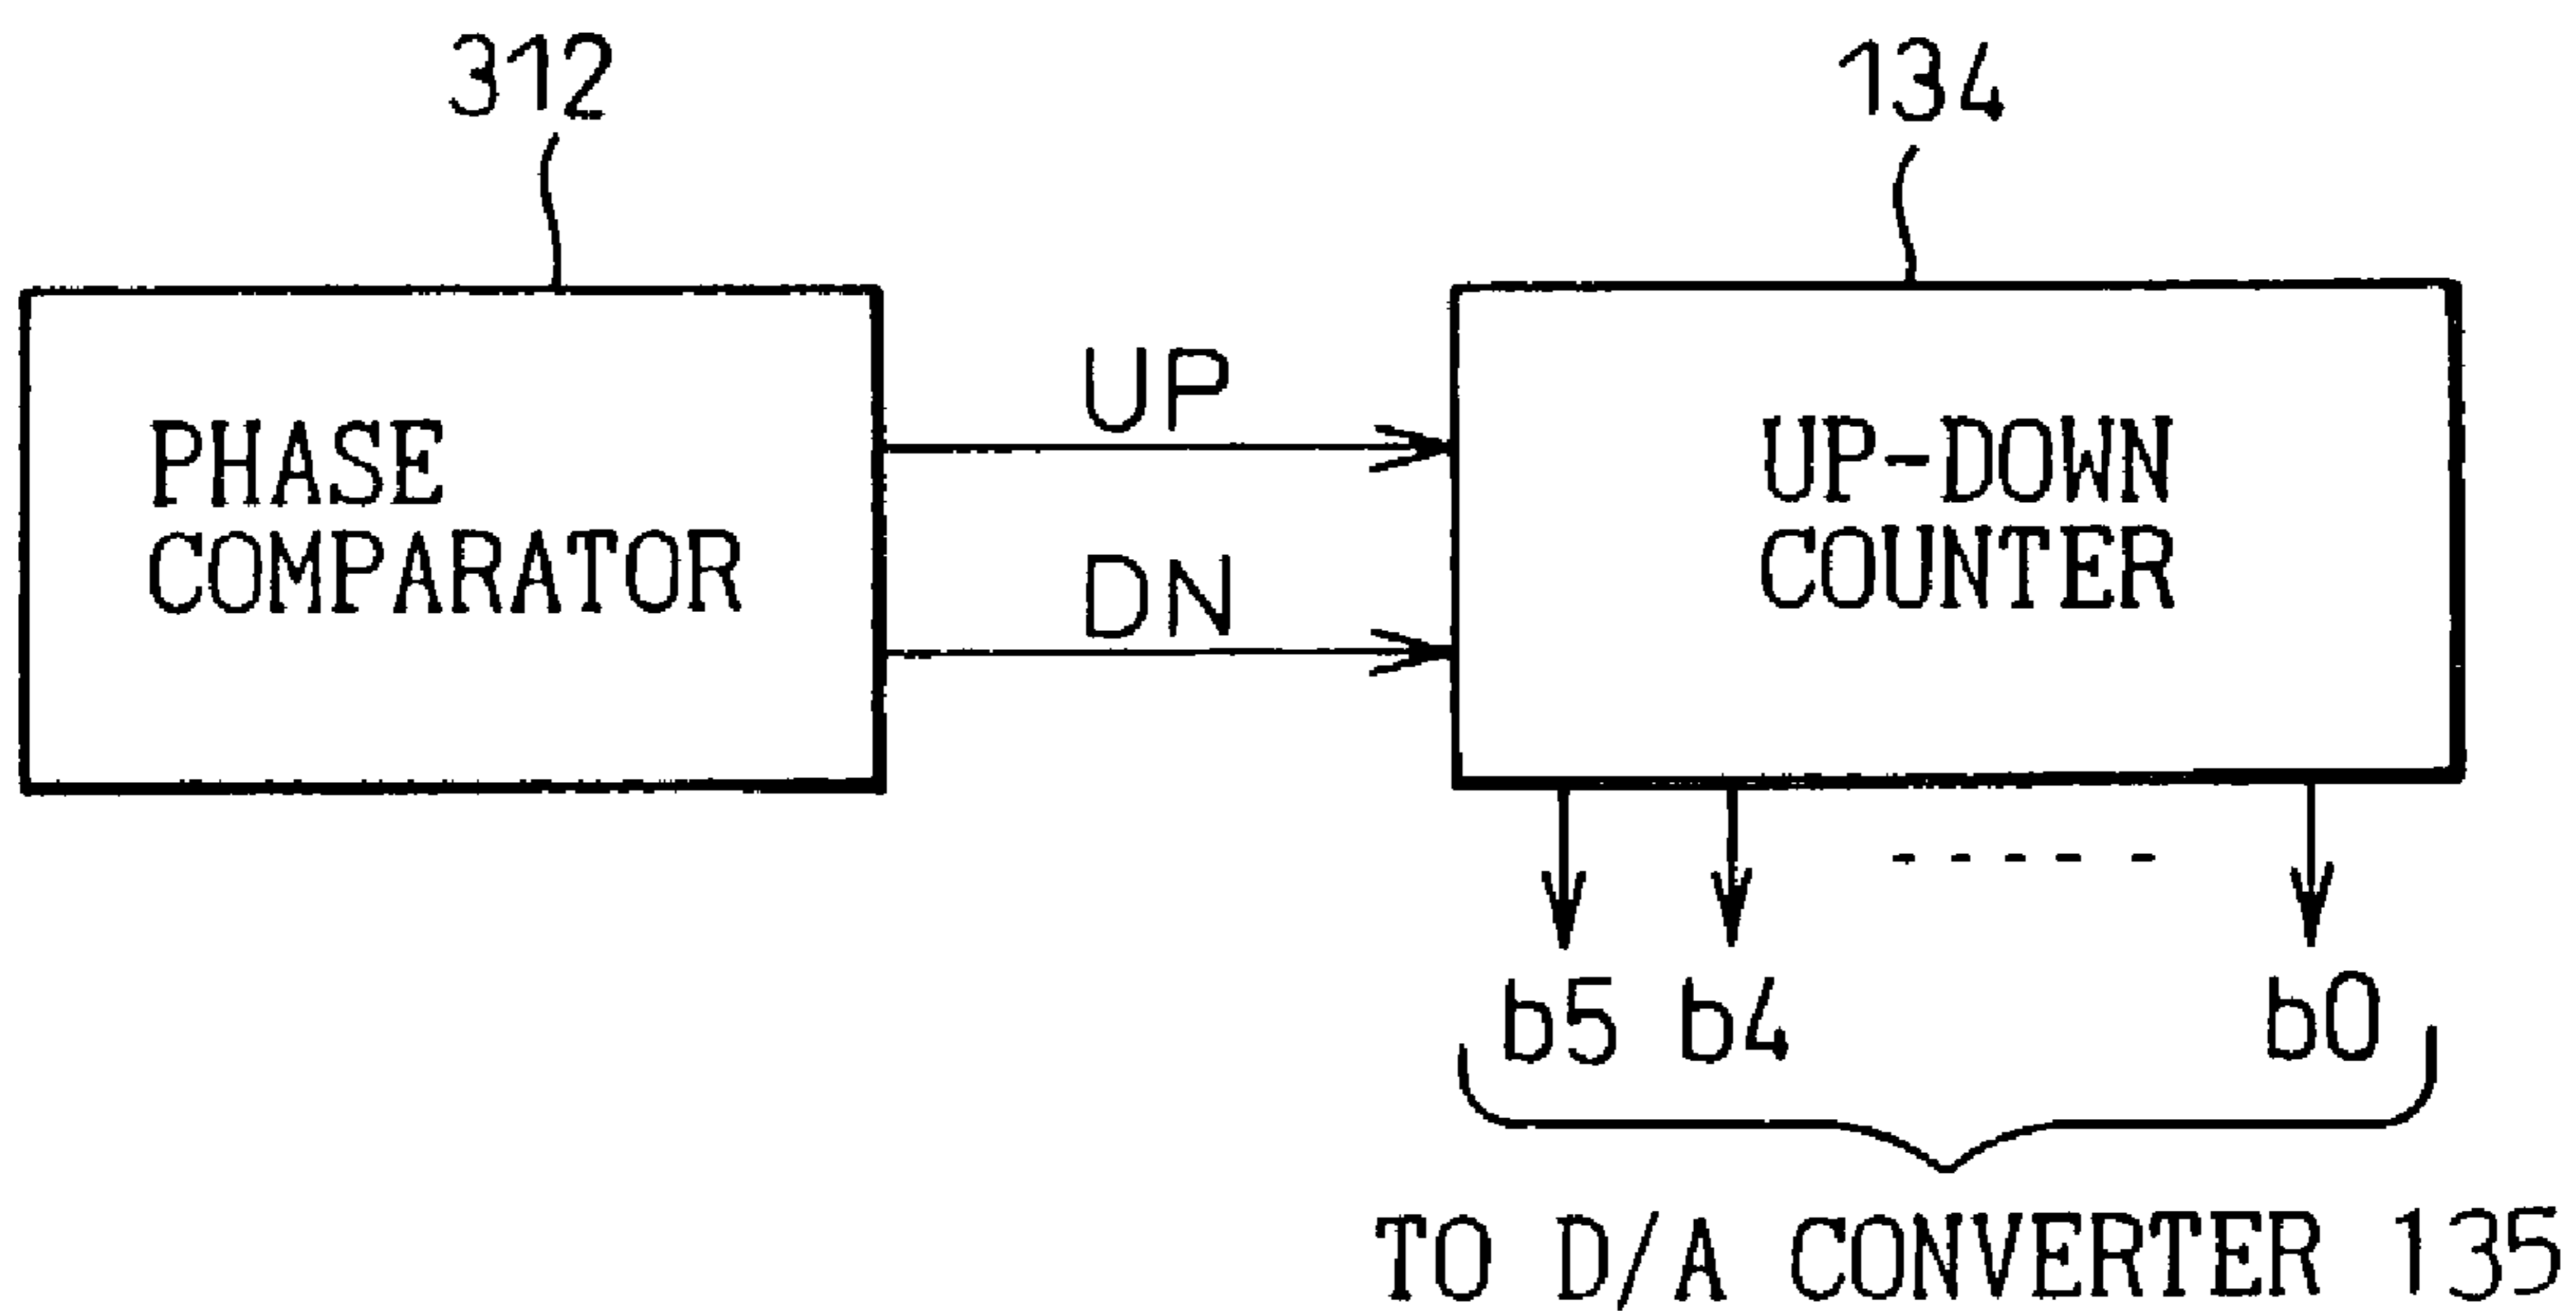 312
134
PHASE
COMPARATOR
UP
DN
UP-DOWN
COUNTER
b5 b4 ----- b0
TO D/A CONVERTER 135